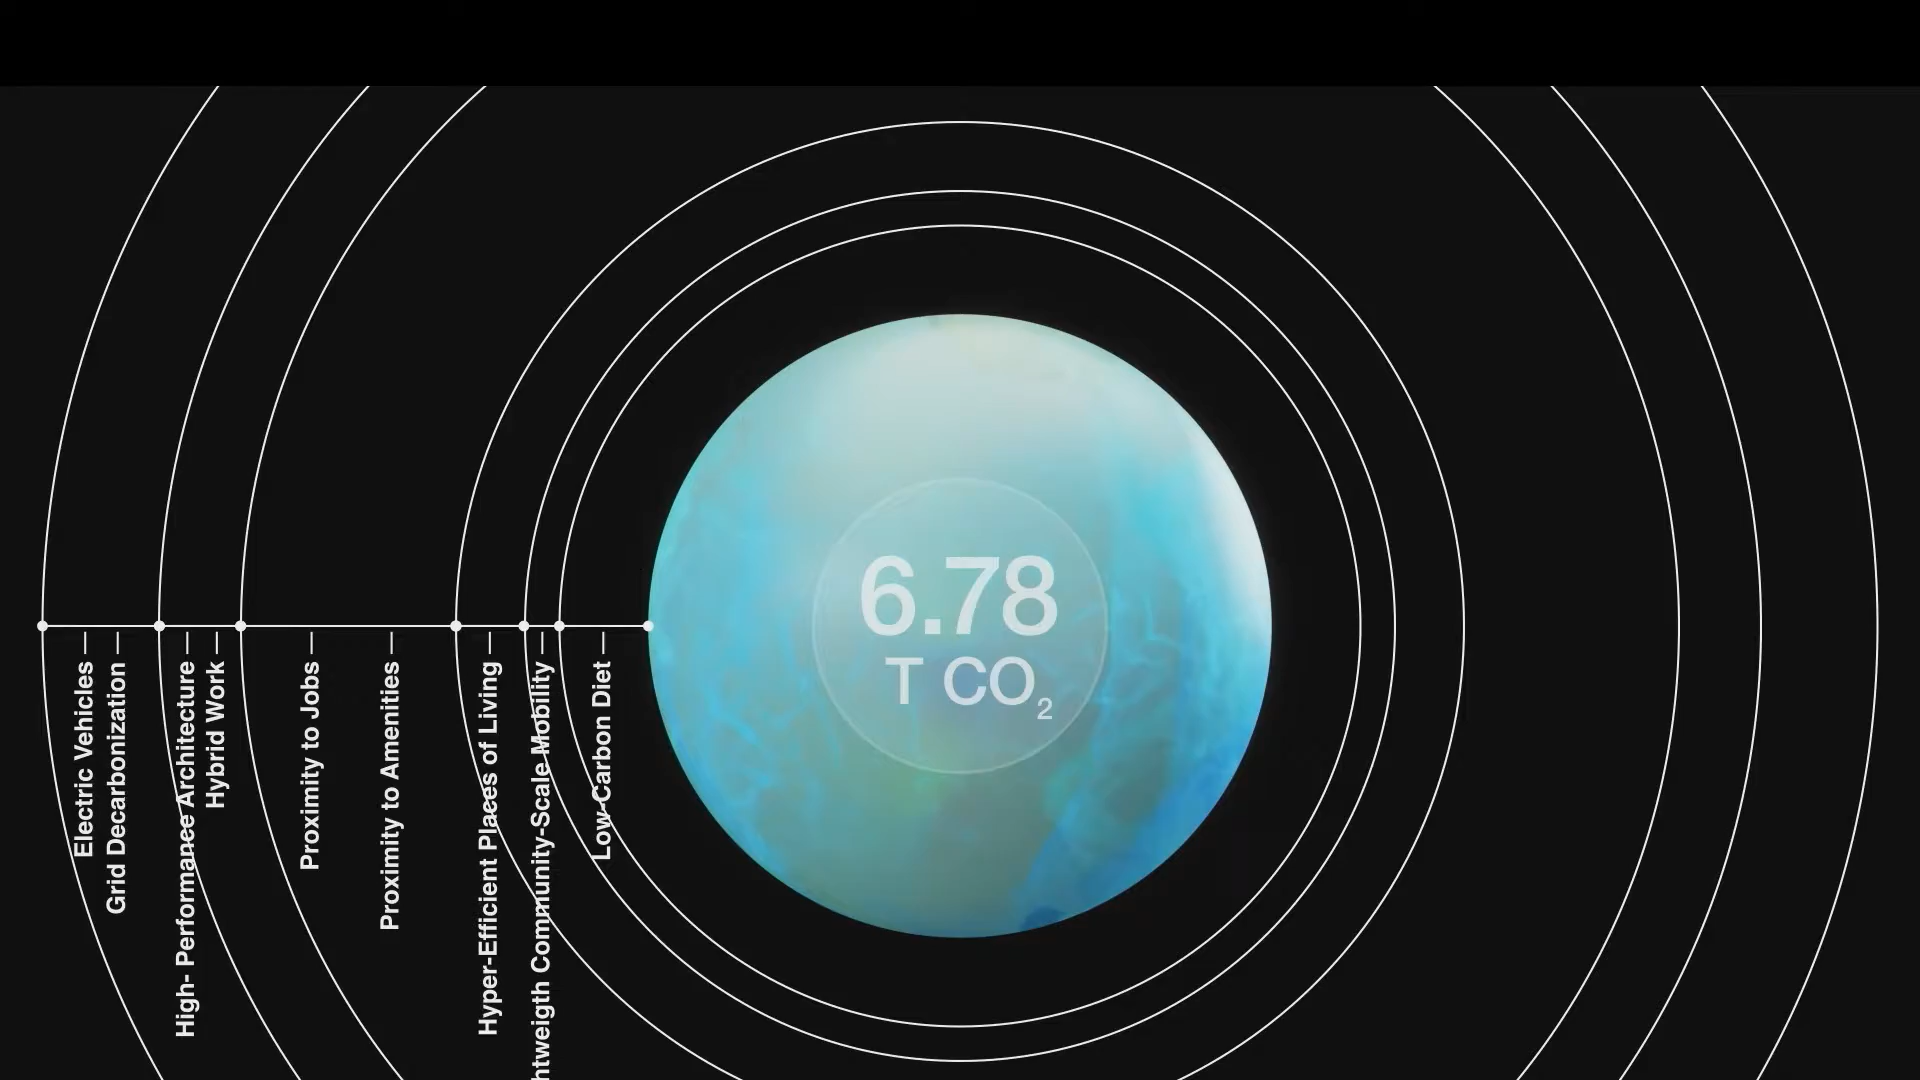 6.78
T CO₂
Electric Vehicles
Grid Decarbonization
High- Performance Architecture
Hybrid Work
Proximity to Jobs
Proximity to Amenities
Hyper-Efficient Places of Living
htweigth Community-Scale Mobility
Low-Carbon Diet